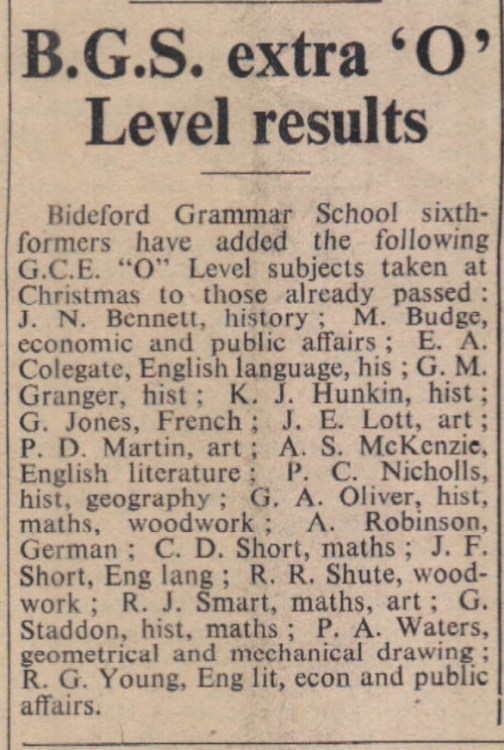 B.G.S. extra ‘O’
Level results
Bideford Grammar School sixth-
formers have added the following
G.C.E. “O” Level subjects taken at
Christmas to those already passed :
J. N. Bennett, history ; M. Budge,
economic and public affairs ; E. A.
Colegate, English language, his ; G. M.
Granger, hist ; K. J. Hunkin, hist ;
G. Jones, French ; J. E. Lott, art ;
P. D. Martin, art ; A. S. McKenzie,
English literature ; P. C. Nicholls,
hist, geography ; G. A. Oliver, hist,
maths, woodwork ; A. Robinson,
German ; C. D. Short, maths ; J. F.
Short, Eng lang ; R. R. Shute, wood-
work ; R. J. Smart, maths, art ; G.
Staddon, hist, maths ; P. A. Waters,
geometrical and mechanical drawing ;
R. G. Young, Eng lit, econ and public
affairs.